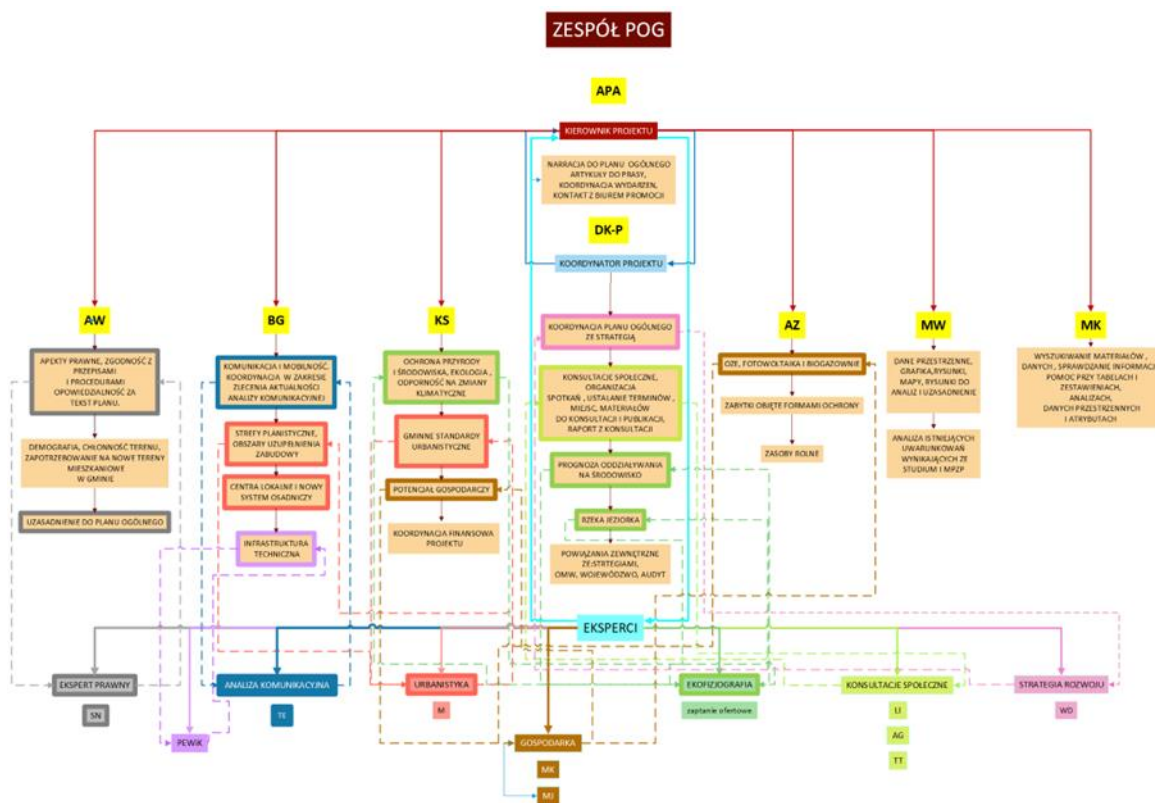 ZESPÓŁ POG
APA
KIEROWNIK PROJEKTU
NARRACJA DO PLANU OGÓLNEGO
ARTYKUŁY DO PRASY,
KOORDYNACJA WYDARZEŃ,
KONTAKT Z BIUREM PROMOCJI
DK-P
KOORDYNATOR PROJEKTU
AW
APEKTY PRAWNE, ZGODNOŚĆ Z
PRZEPISAMI
I PROCEDURAMI
OPOWIEDZIALNOŚĆ ZA
TEKST PLANU.
DEMOGRAFIA, CHŁONNOŚĆ TERENU,
ZAPOTRZEBOWANIE NA NOWE TERENY
MIESZKANIOWE
W GMINIE
UZASADNIENIE DO PLANU OGÓLNEGO
BG
KOMUNIKACJA I MOBILNOŚĆ.
KOORDYNACJA W ZAKRESIE
ZLECENIA AKTUALNOŚCI
ANALIZY KOMUNIKACYJNEJ
STREFY PLANISTYCZNE,
OBSZARY UZUPEŁNIENIA
ZABUDOWY
CENTRA LOKALNE I NOWY
SYSTEM OSADNICZY
INFRASTRUKTURA
TECHNICZNA
KS
OCHRONA PRZYRODY
I ŚRODOWISKA, EKOLOGIA ,
ODPORNOŚĆ NA ZMIANY
KLIMATYCZNE
GMINNE STANDARDY
URBANISTYCZNE
POTENCJAŁ GOSPODARCZY
KOORDYNACJA FINANSOWA
PROJEKTU
KOORDYNACJA PLANU OGÓLNEGO
ZE STRATEGIĄ
KONSULTACJE SPOŁECZNE,
ORGANIZACJA
SPOTKAŃ , USTALANIE TERMINÓW ,
MIEJSC, MATERIAŁÓW
DO KONSULTACJI I PUBLIKACJI,
RAPORT Z KONSULTACJI
PROGNOZA ODDZIAŁYWANIA
NA ŚRODOWISKO
RZEKA JEZIORKA
POWIĄZANIA ZEWNĘTRZNE
ZE:STRTEGIAMI,
OMW, WOJEWÓDZWO, AUDYT
AZ
OZE, FOTOWOLTAIKA I BIOGAZOWNIE
ZABYTKI OBJĘTE FORMAMI OCHRONY
ZASOBY ROLNE
MW
DANE PRZESTRZENNE,
GRAFIKA,RYSUNKI,
MAPY, RYSUNKI DO
ANALIZ I UZASADNIENIE
ANALIZA ISTNIEJĄCYCH
UWARUNKOWAŃ
WYNIKAJĄCYCH ZE
STUDIUM I MPZP
MK
WYSZUKIWANIE MATERIAŁÓW ,
DANYCH , SPRAWDZANIE INFORMACJI
POMOC PRZY TABELACH I
ZESTAWIENIACH,
ANALIZACH,
DANYCH PRZESTRZENNYCH
I ATRYBUTACH
EKSPERCI
EKSPERT PRAWNY
SN
PEWIK
ANALIZA KOMUNIKACYJNA
TE
URBANISTYKA
M
GOSPODARKA
MK
MJ
EKOFIZJOGRAFIA
zaptanie ofertowe
KONSULTACJE SPOŁECZNE
LI
AG
TT
STRATEGIA ROZWOJU
WD